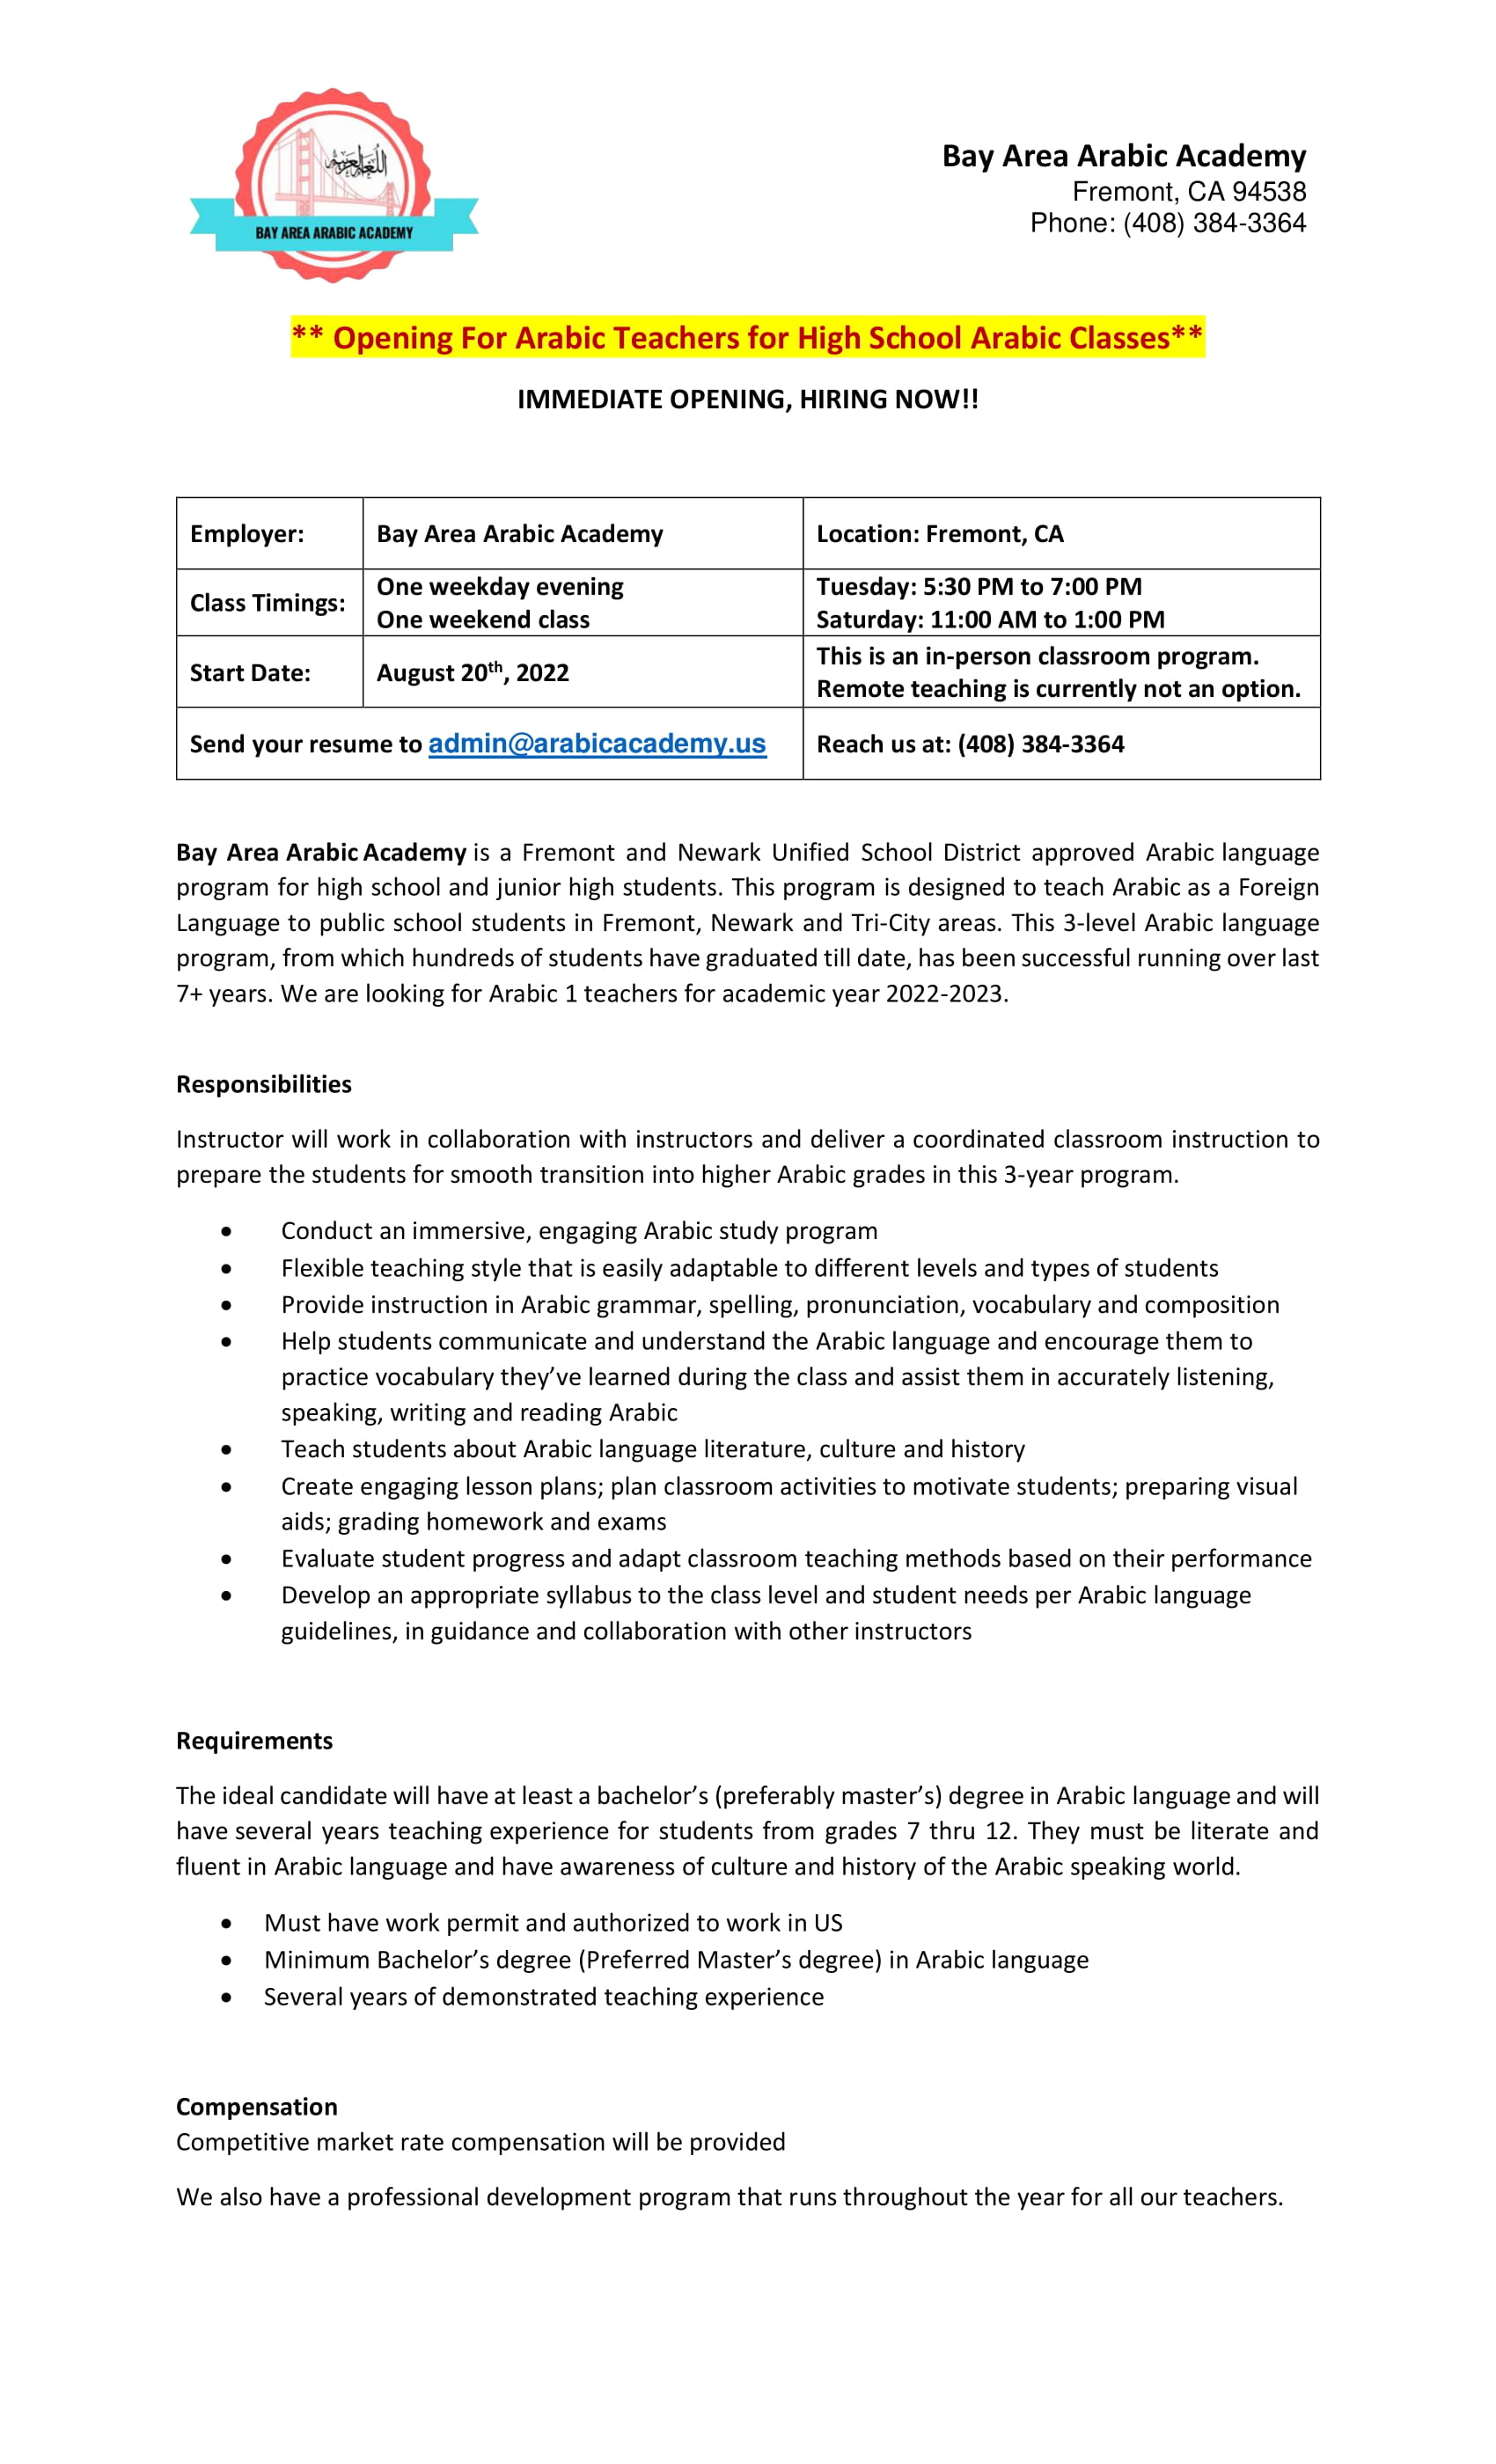 اللغة العربية
BAY AREA ARABIC ACADEMY
Bay Area Arabic Academy
Fremont, CA 94538
Phone: (408) 384-3364
** Opening For Arabic Teachers for High School Arabic Classes**
IMMEDIATE OPENING, HIRING NOW!!
Employer:
Bay Area Arabic Academy
Location: Fremont, CA
Class Timings:
One weekday evening
One weekend class
Tuesday: 5:30 PM to 7:00 PM
Saturday: 11:00 AM to 1:00 PM
Start Date:
August 20th, 2022
This is an in-person classroom program.
Remote teaching is currently not an option.
Send your resume to admin@arabicacademy.us
Reach us at: (408) 384-3364
Bay Area Arabic Academy is a Fremont and Newark Unified School District approved Arabic language
program for high school and junior high students. This program is designed to teach Arabic as a Foreign
Language to public school students in Fremont, Newark and Tri-City areas. This 3-level Arabic language
program, from which hundreds of students have graduated till date, has been successful running over last
7+ years. We are looking for Arabic 1 teachers for academic year 2022-2023.
Responsibilities
Instructor will work in collaboration with instructors and deliver a coordinated classroom instruction to
prepare the students for smooth transition into higher Arabic grades in this 3-year program.
• Conduct an immersive, engaging Arabic study program
• Flexible teaching style that is easily adaptable to different levels and types of students
• Provide instruction in Arabic grammar, spelling, pronunciation, vocabulary and composition
• Help students communicate and understand the Arabic language and encourage them to
practice vocabulary they’ve learned during the class and assist them in accurately listening,
speaking, writing and reading Arabic
• Teach students about Arabic language literature, culture and history
• Create engaging lesson plans; plan classroom activities to motivate students; preparing visual
aids; grading homework and exams
• Evaluate student progress and adapt classroom teaching methods based on their performance
• Develop an appropriate syllabus to the class level and student needs per Arabic language
guidelines, in guidance and collaboration with other instructors
Requirements
The ideal candidate will have at least a bachelor’s (preferably master’s) degree in Arabic language and will
have several years teaching experience for students from grades 7 thru 12. They must be literate and
fluent in Arabic language and have awareness of culture and history of the Arabic speaking world.
• Must have work permit and authorized to work in US
• Minimum Bachelor’s degree (Preferred Master’s degree) in Arabic language
• Several years of demonstrated teaching experience
Compensation
Competitive market rate compensation will be provided
We also have a professional development program that runs throughout the year for all our teachers.